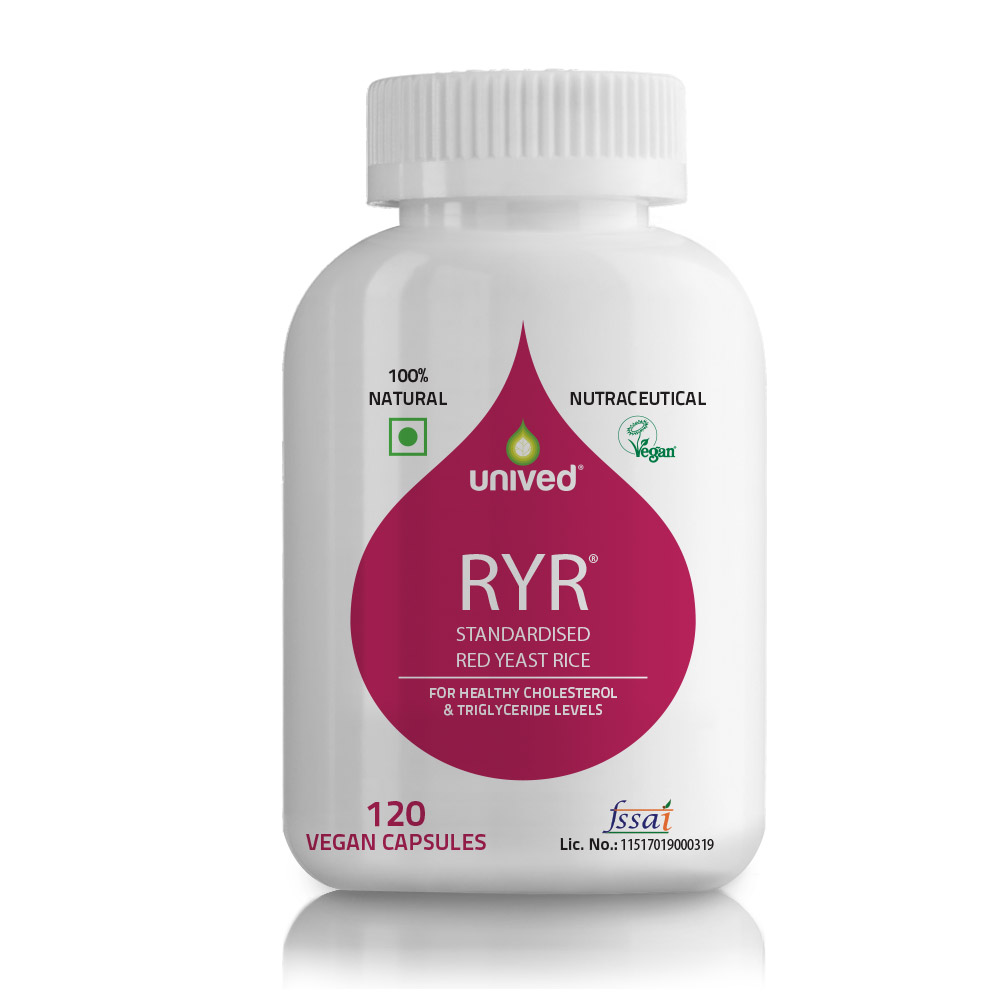 100%
NATURAL
NUTRACEUTICAL
Vegan
unived®
RYR®
STANDARDISED
RED YEAST RICE
FOR HEALTHY CHOLESTEROL
& TRIGLYCERIDE LEVELS
120
VEGAN CAPSULES
fssai
Lic. No.: 11517019000319